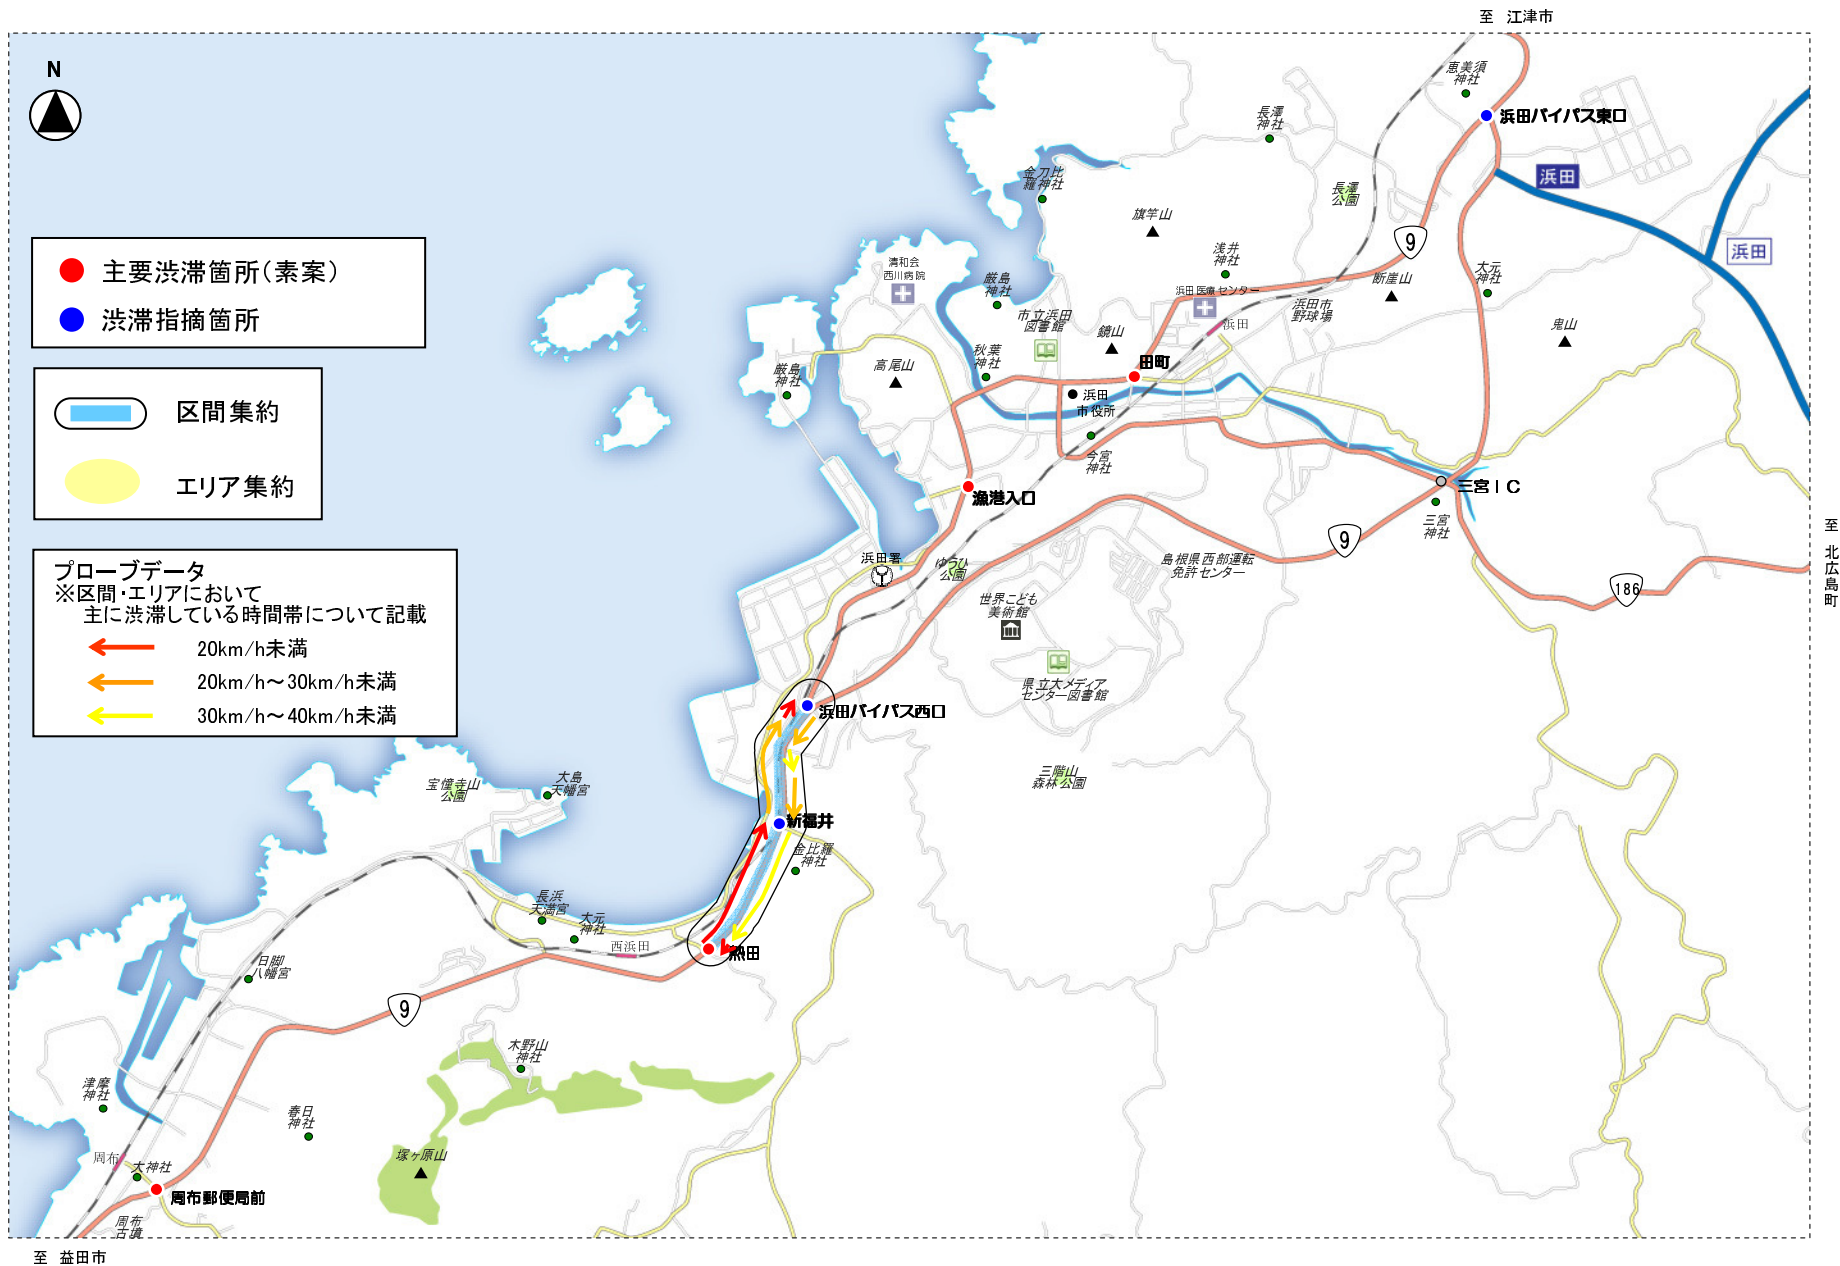 至 江津市
N
恵美須
神社
浜田バイパス東口
長澤
神社
浜田
金刀比
羅神社
長澤
公園
旗竿山
9
浅井
神社
浜田
清和会
西川病院
主要渋滞箇所(素案)
渋滞指摘箇所
厳島
神社
断崖山
大元
神社
浜田医療センター
浜田市
野球場
市立浜田
図書館
鏡山
浜田
鬼山
秋葉
神社
田町
高尾山
厳島
神社
浜田
市役所
区間集約
エリア集約
今宮
神社
漁港入口
三宮IC
三宮
神社
9
至 北広島町
浜田署
ゆうひ
公園
島根県西部運転
免許センター
186
プローブデータ
※区間・エリアにおいて
主に渋滞している時間帯について記載
20km/h未満
20km/h～30km/h未満
30km/h～40km/h未満
世界こども
美術館
県立大メディア
センター図書館
浜田バイパス西口
三階山
森林公園
宝憧寺山
公園
大島
天幡宮
新福井
金比羅
神社
長浜
天満宮
大元
神社
西浜田
熱田
日脚
八幡宮
9
木野山
神社
津摩
神社
春日
神社
周布
大神社
塚ヶ原山
周布郵便局前
周布
古墳
至 益田市